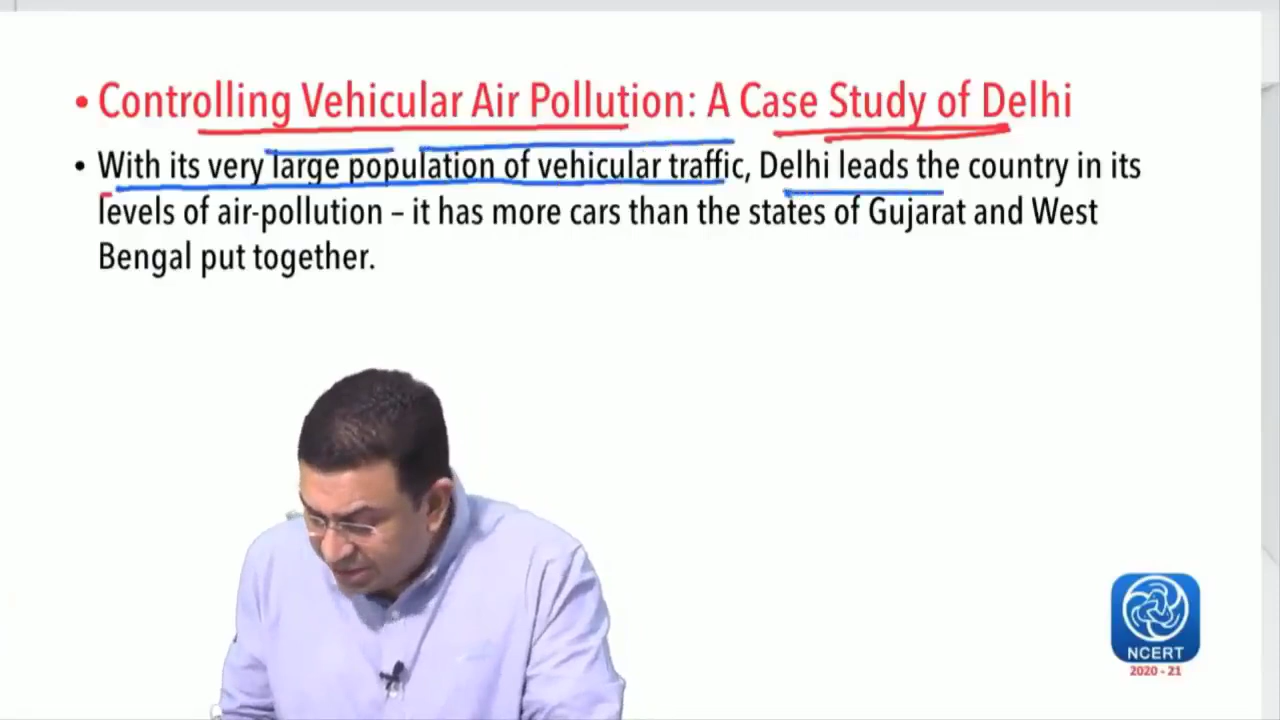 • Controlling Vehicular Air Pollution: A Case Study of Delhi
• With its very large population of vehicular traffic, Delhi leads the country in its
levels of air-pollution – it has more cars than the states of Gujarat and West
Bengal put together.
NCERT
2020 - 21